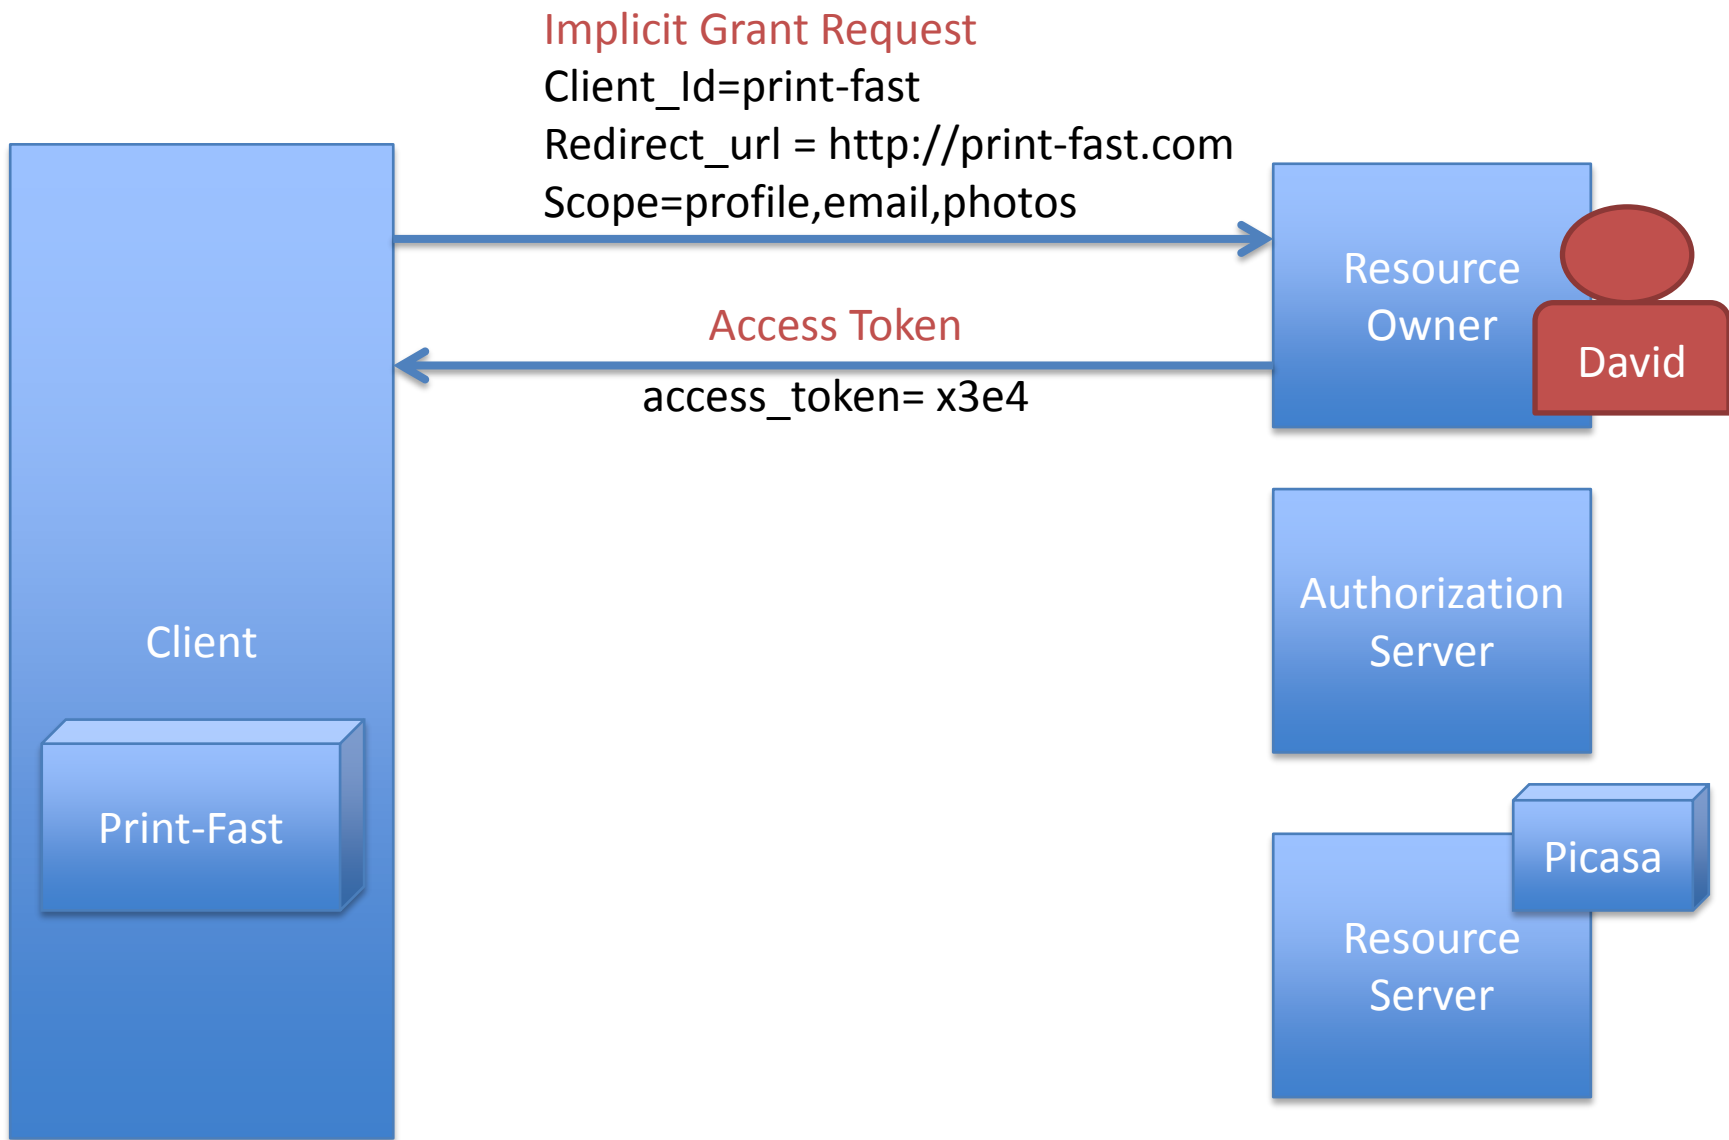 Implicit Grant Request
Client_Id=print-fast
Redirect_url = http://print-fast.com
Scope=profile,email,photos
Resource
Owner
David
Access Token
access_token= x3e4
Authorization
Server
Client
Print-Fast
Picasa
Resource
Server